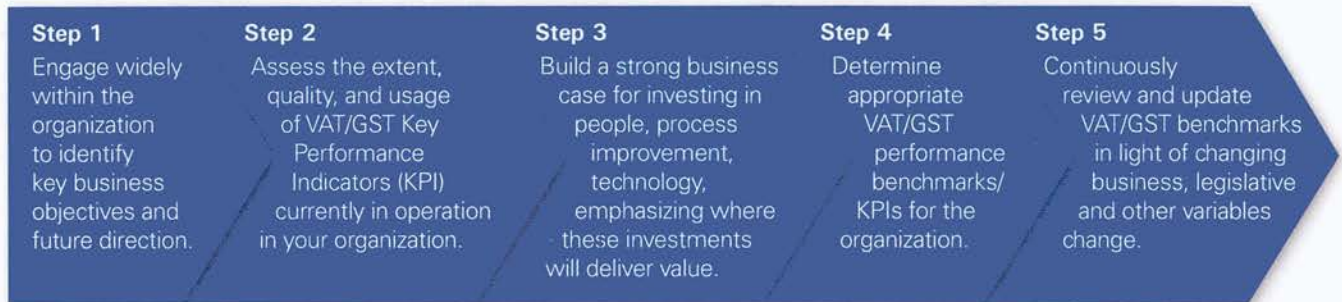 Step 1
Engage widely
within the
organization
to identify
key business
objectives and
future direction.
Step 2
Assess the extent,
quality, and usage
of VAT/GST Key
Performance
Indicators (KPI)
currently in operation
in your organization.
Step 3
Build a strong business
case for investing in
people, process
improvement,
technology,
emphasizing where
these investments
will deliver value.
Step 4
Determine
appropriate
VAT/GST
performance
benchmarks/
KPIs for the
organization.
Step 5
Continuously
review and update
VAT/GST benchmarks
in light of changing
business, legislative
and other variables
change.